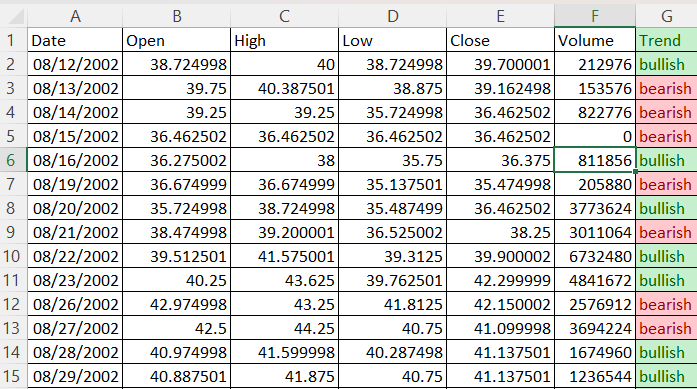 A B C D E F G
1 Date Open High Low Close Volume Trend
2 08/12/2002 38.724998 40 38.724998 39.700001 212976 bullish
3 08/13/2002 39.75 40.387501 38.875 39.162498 153576 bearish
4 08/14/2002 39.25 39.25 35.724998 36.462502 822776 bearish
5 08/15/2002 36.462502 36.462502 36.462502 36.462502 0 bearish
6 08/16/2002 36.275002 38 35.75 36.375 811856 bullish
7 08/19/2002 36.674999 36.674999 35.137501 35.474998 205880 bearish
8 08/20/2002 35.724998 38.724998 35.487499 36.462502 3773624 bullish
9 08/21/2002 38.474998 39.200001 36.525002 38.25 3011064 bearish
10 08/22/2002 39.512501 41.575001 39.3125 39.900002 6732480 bullish
11 08/23/2002 40.25 43.625 39.762501 42.299999 4841672 bullish
12 08/26/2002 42.974998 43.25 41.8125 42.150002 2576912 bearish
13 08/27/2002 42.5 44.25 40.75 41.099998 3694224 bearish
14 08/28/2002 40.974998 41.599998 40.287498 41.137501 1674960 bullish
15 08/29/2002 40.887501 41.875 40.75 41.137501 1236544 bullish